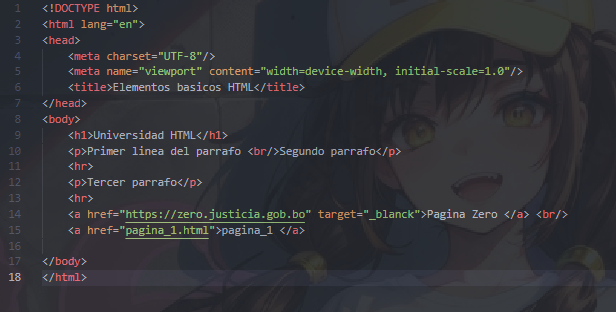 1 <!DOCTYPE html>
2 <html lang="en">
3 <head>
4     <meta charset="UTF-8"/>
5     <meta name="viewport" content="width=device-width, initial-scale=1.0"/>
6     <title>Elementos basicos HTML</title>
7 </head>
8 <body>
9     <h1>Universidad HTML</h1>
10     <p>Primer linea del parrafo <br/>Segundo parrafo</p>
11     <hr>
12     <p>Tercer parrafo</p>
13     <hr>
14     <a href="https://zero.justicia.gob.bo" target="_blanck">Pagina Zero </a> <br/>
15     <a href="pagina_1.html">pagina_1 </a>
16
17 </body>
18 </html>